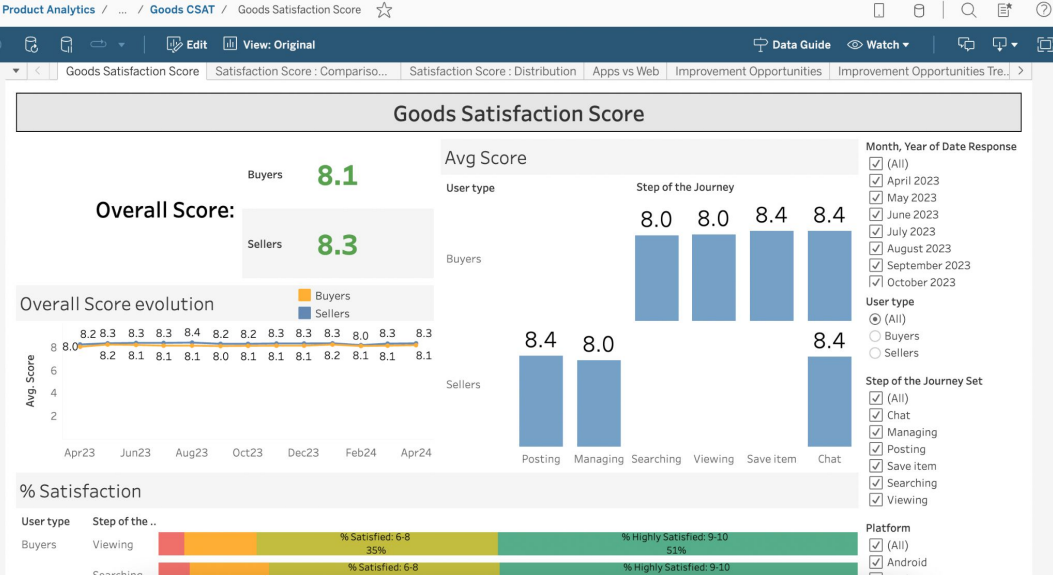 Product Analytics / ... / Goods CSAT / Goods Satisfaction Score
Edit View: Original Data Guide Watch
Goods Satisfaction Score Satisfaction Score : Compariso... Satisfaction Score : Distribution Apps vs Web Improvement Opportunities Improvement Opportunities Tre..
Goods Satisfaction Score
Overall Score:
Buyers 8.1
Sellers 8.3
Overall Score evolution
Buyers
Sellers
8.2 8.3 8.3 8.3 8.4 8.2 8.2 8.3 8.3 8.3 8.0 8.3 8.3
8.0 8.2 8.1 8.1 8.1 8.0 8.1 8.1 8.1 8.2 8.1 8.1 8.1
Avg. Score
8
6
4
2
Apr23 Jun23 Aug23 Oct23 Dec23 Feb24 Apr24
Avg Score
User type Step of the Journey
Buyers
8.0 8.0 8.4 8.4
Sellers
8.4 8.0 8.4
Posting Managing Searching Viewing Save item Chat
Month, Year of Date Response
(All)
April 2023
May 2023
June 2023
July 2023
August 2023
September 2023
October 2023
User type
(All)
Buyers
Sellers
Step of the Journey Set
(All)
Chat
Managing
Posting
Save item
Searching
Viewing
Platform
(All)
Android
% Satisfaction
User type Step of the ..
Buyers Viewing
% Satisfied: 6-8
35%
% Highly Satisfied: 9-10
51%
Searching
% Satisfied: 6-8
% Highly Satisfied: 9-10